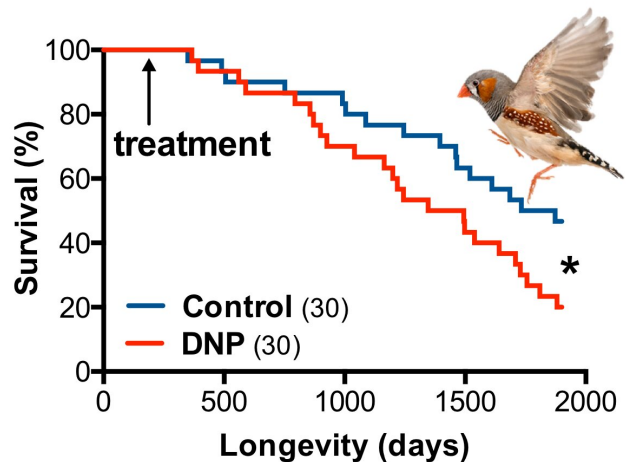 100
80
60
40
20
0
Survival (%)
treatment
*
Control (30)
DNP (30)
0 500 1000 1500 2000
Longevity (days)